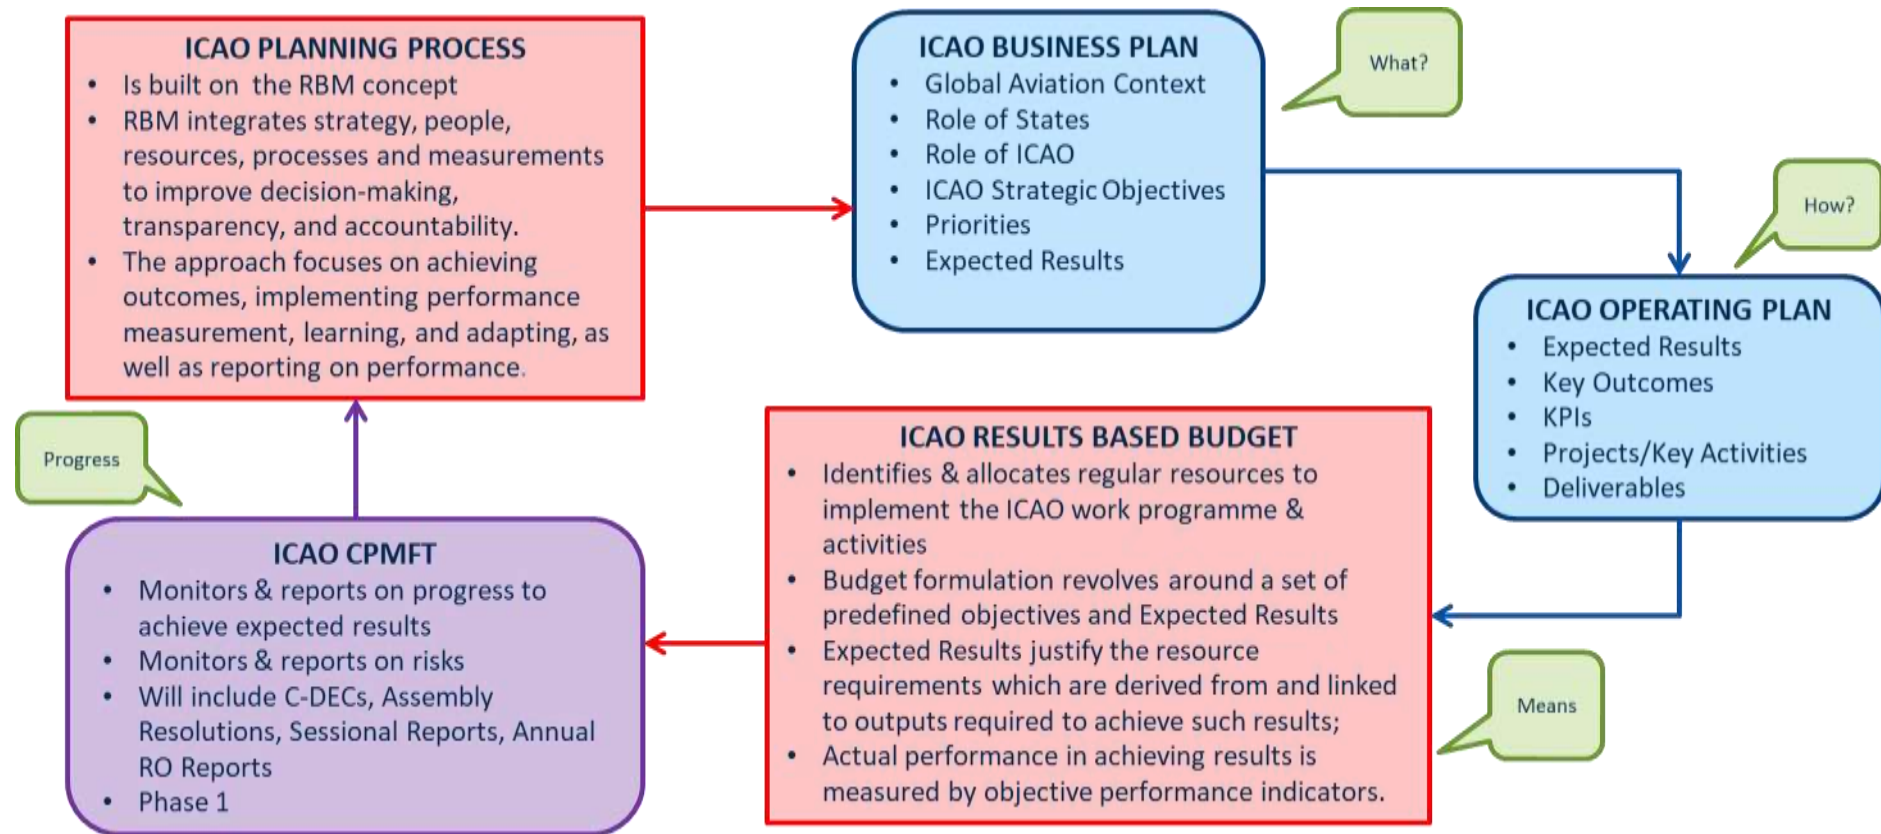 ICAO PLANNING PROCESS
• Is built on the RBM concept
• RBM integrates strategy, people,
resources, processes and measurements
to improve decision-making,
transparency, and accountability.
• The approach focuses on achieving
outcomes, implementing performance
measurement, learning, and adapting, as
well as reporting on performance.
ICAO BUSINESS PLAN
• Global Aviation Context
• Role of States
• Role of ICAO
• ICAO Strategic Objectives
• Priorities
• Expected Results
What?
How?
ICAO OPERATING PLAN
• Expected Results
• Key Outcomes
• KPIs
• Projects/Key Activities
• Deliverables
ICAO RESULTS BASED BUDGET
• Identifies & allocates regular resources to
implement the ICAO work programme &
activities
• Budget formulation revolves around a set of
predefined objectives and Expected Results
• Expected Results justify the resource
requirements which are derived from and linked
to outputs required to achieve such results;
• Actual performance in achieving results is
measured by objective performance indicators.
Means
Progress
ICAO CPMFT
• Monitors & reports on progress to
achieve expected results
• Monitors & reports on risks
• Will include C-DECs, Assembly
Resolutions, Sessional Reports, Annual
RO Reports
• Phase 1